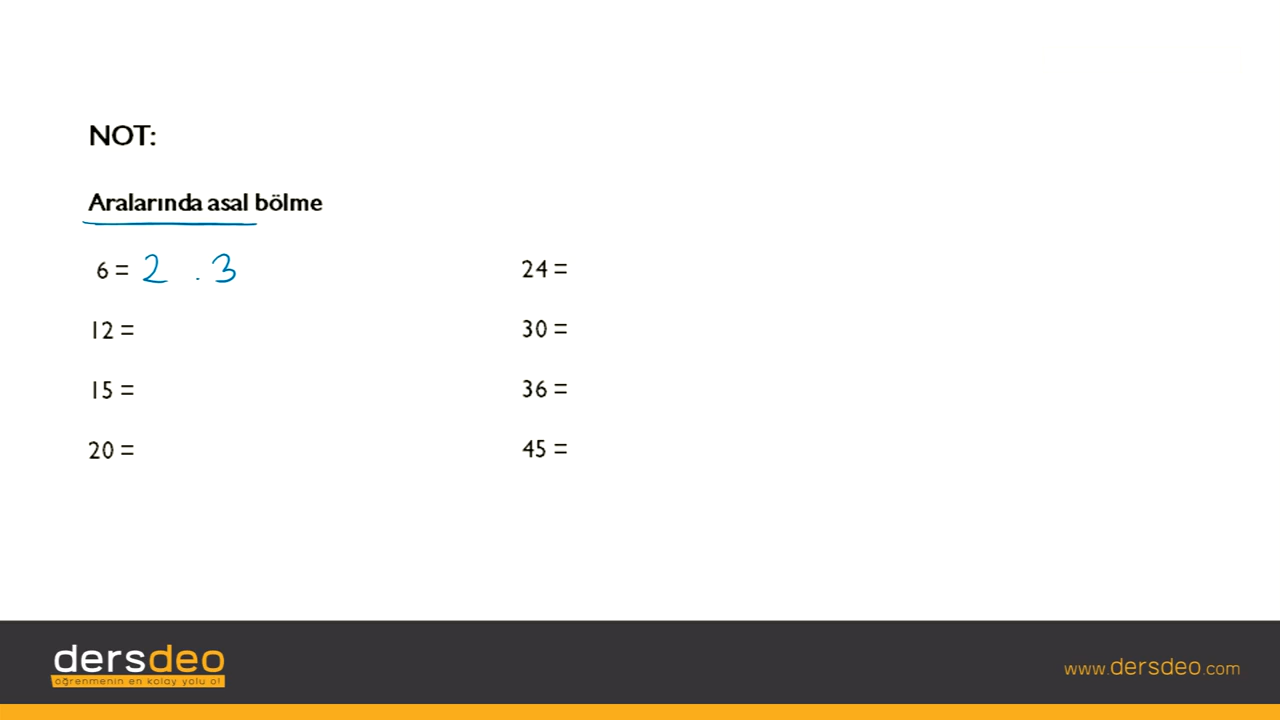 NOT:
Aralarında asal bölme
6 = 2 . 3
12 =
15 =
20 =
24 =
30 =
36 =
45 =
dersdeo
öğrenmenin en kolay yolu o!
www.dersdeo.com